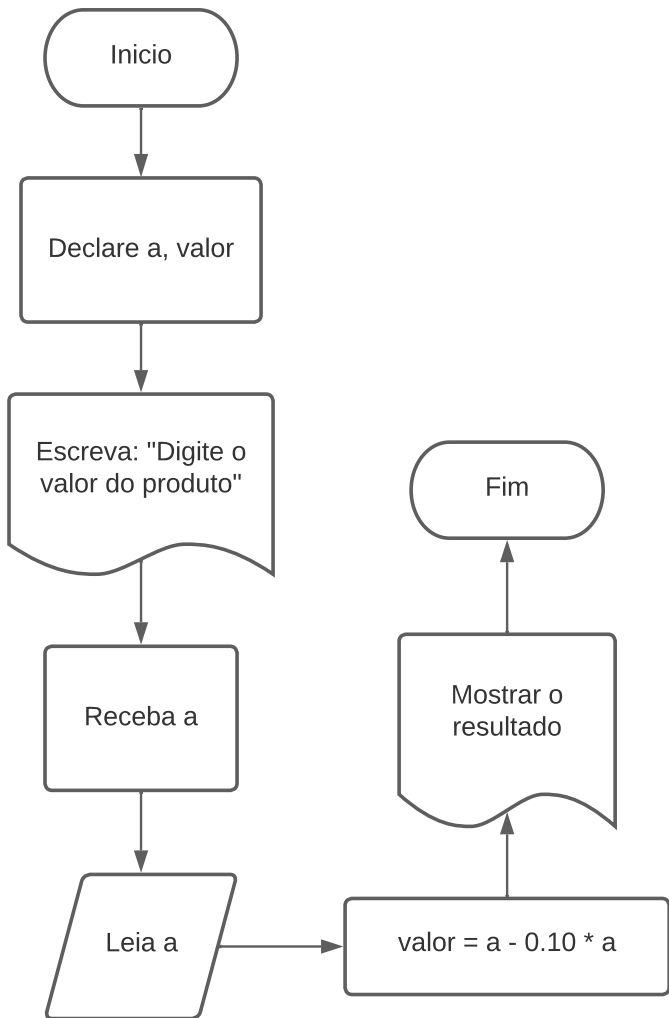 Inicio
Declare a, valor
Escreva: "Digite o
valor do produto"
Receba a
Leia a
valor = a - 0.10 * a
Mostrar o
resultado
Fim